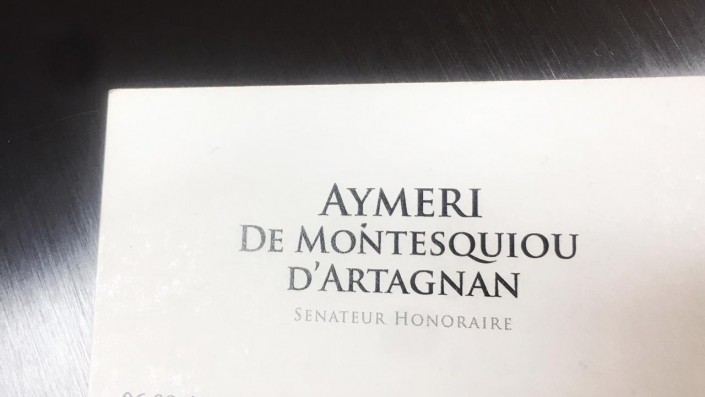 AYMERI
DE MONTESQUIOU
D'ARTAGNAN
SENATEUR HONORAIRE